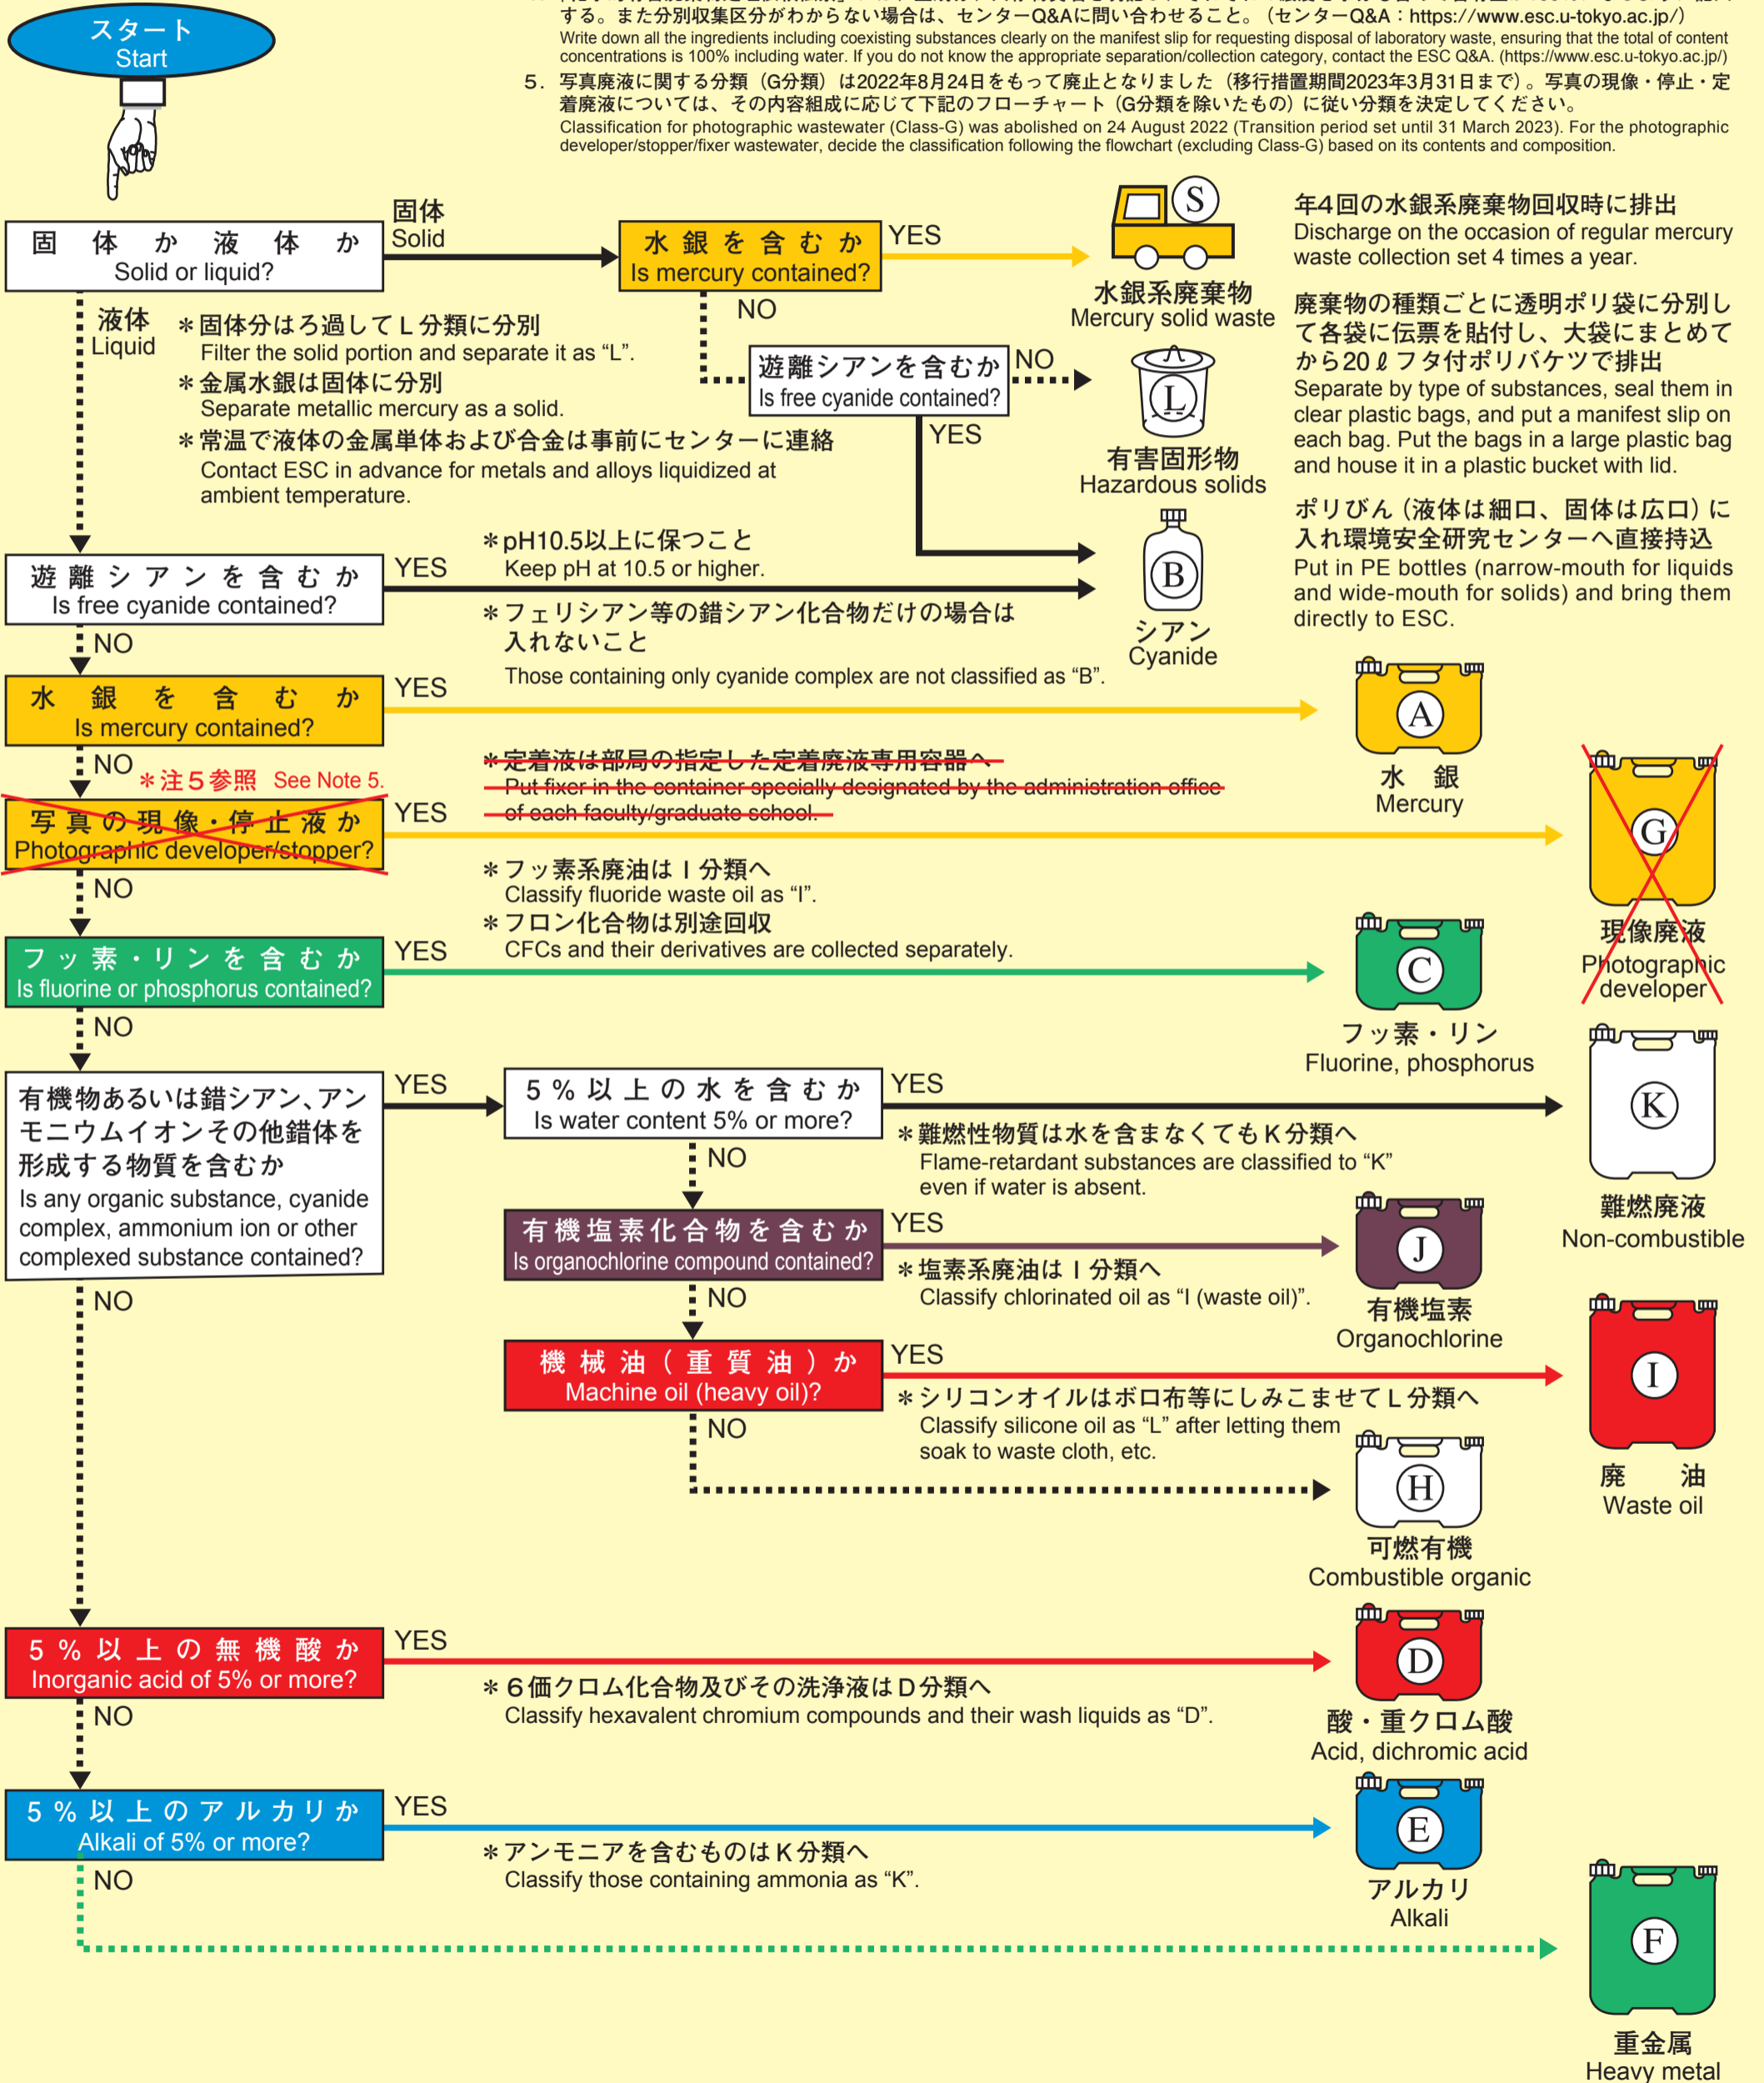 する。また分別収集区分がわからない場合は、センターQ&Aに問い合わせること。（センターQ&A：https://www.esc.u-tokyo.ac.jp/）
Write down all the ingredients including coexisting substances clearly on the manifest slip for requesting disposal of laboratory waste, ensuring that the total of content
concentrations is 100% including water. If you do not know the appropriate separation/collection category, contact the ESC Q&A. (https://www.esc.u-tokyo.ac.jp/)
5．写真廃液に関する分類（G分類）は2022年8月24日をもって廃止となりました（移行措置期間2023年3月31日まで）。写真の現像・停止・定
着廃液については、その内容組成に応じて下記のフローチャート（G分類を除いたもの）に従い分類を決定してください。
Classification for photographic wastewater (Class-G) was abolished on 24 August 2022 (Transition period set until 31 March 2023). For the photographic
developer/stopper/fixer wastewater, decide the classification following the flowchart (excluding Class-G) based on its contents and composition.
スタート
Start
固体か液体か
Solid or liquid?
固体
Solid
水銀を含むか
Is mercury contained?
YES
S
水銀系廃棄物
Mercury solid waste
年4回の水銀系廃棄物回収時に排出
Discharge on the occasion of regular mercury
waste collection set 4 times a year.
NO
液体
Liquid
＊固体分はろ過してL分類に分別
Filter the solid portion and separate it as “L”.
＊金属水銀は固体に分別
Separate metallic mercury as a solid.
＊常温で液体の金属単体および合金は事前にセンターに連絡
Contact ESC in advance for metals and alloys liquidized at
ambient temperature.
遊離シアンを含むか
Is free cyanide contained?
NO
YES
L
有害固形物
Hazardous solids
廃棄物の種類ごとに透明ポリ袋に分別し
て各袋に伝票を貼付し、大袋にまとめて
から20ℓフタ付ポリバケツで排出
Separate by type of substances, seal them in
clear plastic bags, and put a manifest slip on
each bag. Put the bags in a large plastic bag
and house it in a plastic bucket with lid.
遊離シアンを含むか
Is free cyanide contained?
YES
＊pH10.5以上に保つこと
Keep pH at 10.5 or higher.
＊フェリシアン等の錯シアン化合物だけの場合は
入れないこと
Those containing only cyanide complex are not classified as “B”.
B
シアン
Cyanide
ポリびん（液体は細口、固体は広口）に
入れ環境安全研究センターへ直接持込
Put in PE bottles (narrow-mouth for liquids
and wide-mouth for solids) and bring them
directly to ESC.
NO
水銀を含むか
Is mercury contained?
YES
A
水　銀
Mercury
NO
＊注5参照 See Note 5.
写真の現像・停止液か
Photographic developer/stopper?
YES
＊定着液は部局の指定した定着廃液専用容器へ
Put fixer in the container specially designated by the administration office
of each faculty/graduate school.
G
現像廃液
Photographic
developer
NO
＊フッ素系廃油はI分類へ
Classify fluoride waste oil as “I”.
＊フロン化合物は別途回収
CFCs and their derivatives are collected separately.
フッ素・リンを含むか
Is fluorine or phosphorus contained?
YES
C
フッ素・リン
Fluorine, phosphorus
NO
有機物あるいは錯シアン、アン
モニウムイオンその他錯体を
形成する物質を含むか
Is any organic substance, cyanide
complex, ammonium ion or other
complexed substance contained?
YES
5%以上の水を含むか
Is water content 5% or more?
YES
＊難燃性物質は水を含まなくてもK分類へ
Flame-retardant substances are classified to “K”
even if water is absent.
K
難燃廃液
Non-combustible
NO
有機塩素化合物を含むか
Is organochlorine compound contained?
YES
＊塩素系廃油はI分類へ
Classify chlorinated oil as “I (waste oil)”.
J
有機塩素
Organochlorine
NO
機械油（重質油）か
Machine oil (heavy oil)?
YES
＊シリコンオイルはボロ布等にしみこませてL分類へ
Classify silicone oil as “L” after letting them
soak to waste cloth, etc.
I
廃　油
Waste oil
NO
H
可燃有機
Combustible organic
NO
5%以上の無機酸か
Inorganic acid of 5% or more?
YES
＊6価クロム化合物及びその洗浄液はD分類へ
Classify hexavalent chromium compounds and their wash liquids as “D”.
D
酸・重クロム酸
Acid, dichromic acid
NO
5%以上のアルカリか
Alkali of 5% or more?
YES
＊アンモニアを含むものはK分類へ
Classify those containing ammonia as “K”.
E
アルカリ
Alkali
NO
F
重金属
Heavy metal